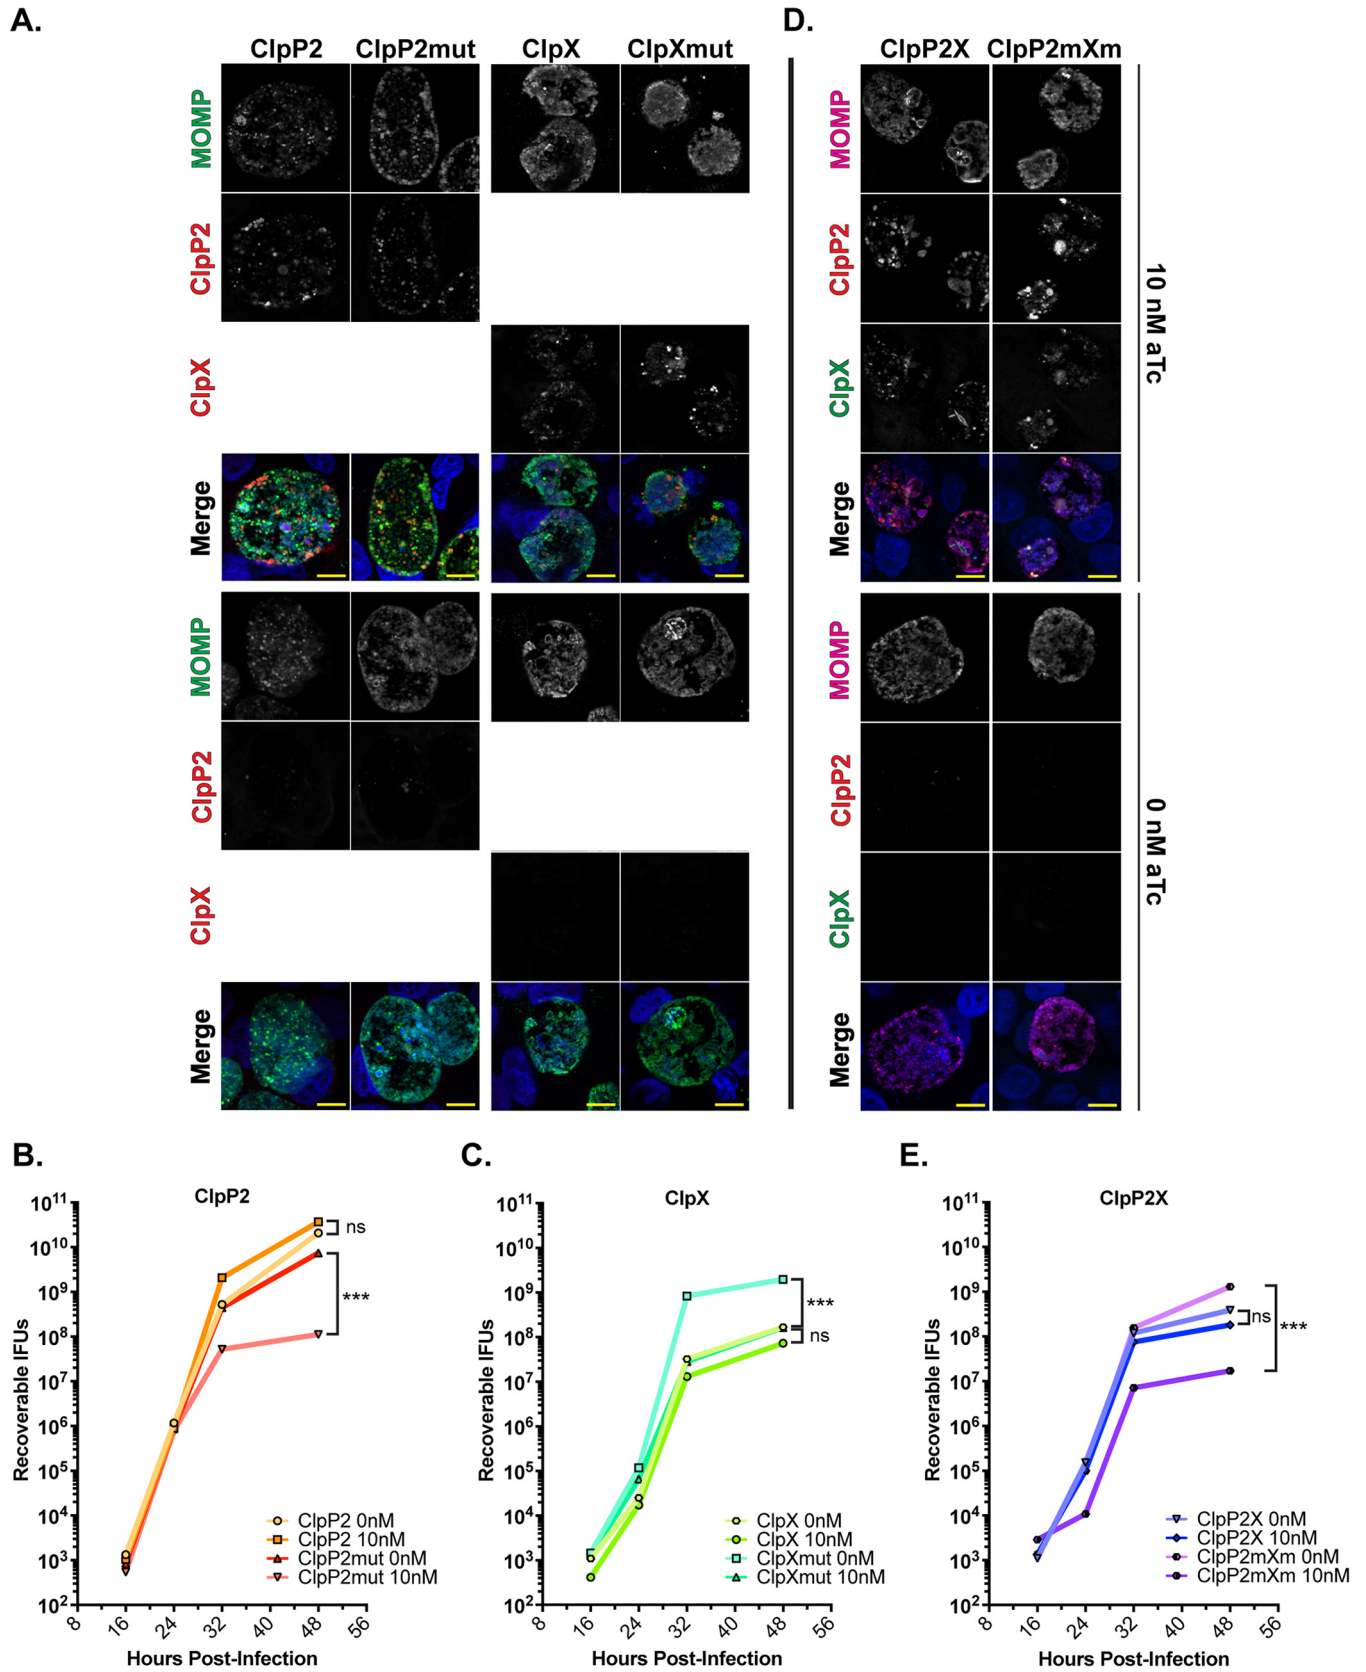 A.
D.
ClpP2 ClpP2mut ClpX ClpXmut
ClpP2X ClpP2mXm
MOMP
MOMP
ClpP2
ClpP2
ClpX
ClpX
Merge
Merge
10 nM aTc
MOMP
MOMP
ClpP2
ClpP2
ClpX
ClpX
Merge
Merge
0 nM aTc
B.
ClpP2
10^11
10^10
10^9
10^8
10^7
10^6
10^5
10^4
10^3
10^2
Recoverable IFUs
ns
***
ClpP2 0nM
ClpP2 10nM
ClpP2mut 0nM
ClpP2mut 10nM
8 16 24 32 40 48 56
Hours Post-Infection
C.
ClpX
10^11
10^10
10^9
10^8
10^7
10^6
10^5
10^4
10^3
10^2
Recoverable IFUs
***
ns
ClpX 0nM
ClpX 10nM
ClpXmut 0nM
ClpXmut 10nM
8 16 24 32 40 48 56
Hours Post-Infection
E.
ClpP2X
10^11
10^10
10^9
10^8
10^7
10^6
10^5
10^4
10^3
10^2
Recoverable IFUs
ns
***
ClpP2X 0nM
ClpP2X 10nM
ClpP2mXm 0nM
ClpP2mXm 10nM
8 16 24 32 40 48 56
Hours Post-Infection